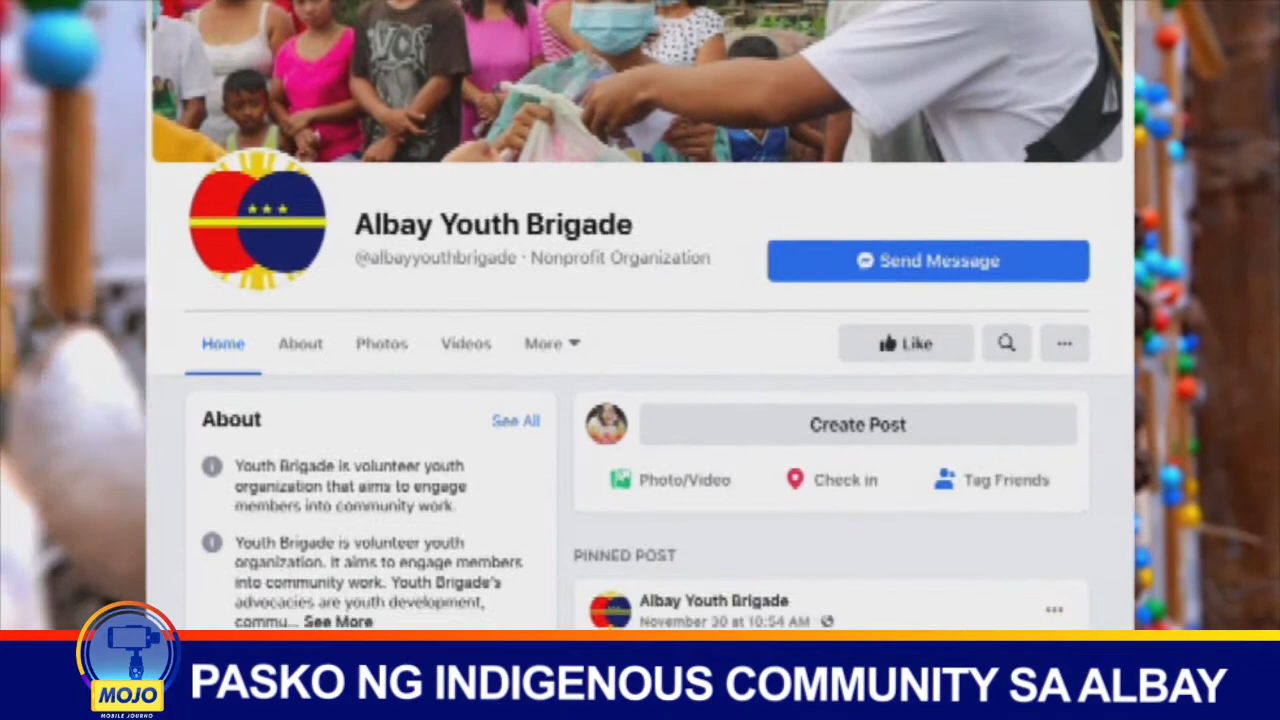 Albay Youth Brigade
@albayyouthbrigade · Nonprofit Organization
Send Message
Home About Photos Videos More
Like
About See All
Youth Brigade is volunteer youth
organization that aims to engage
members into community work.
Youth Brigade is volunteer youth
organization. It aims to engage members
into community work. Youth Brigade's
advocacies are youth development,
commu... See More
Create Post
Photo/Video Check in Tag Friends
PINNED POST
Albay Youth Brigade
November 30 at 10:54 AM
MOJO
MOBILE JOURNO
PASKO NG INDIGENOUS COMMUNITY SA ALBAY